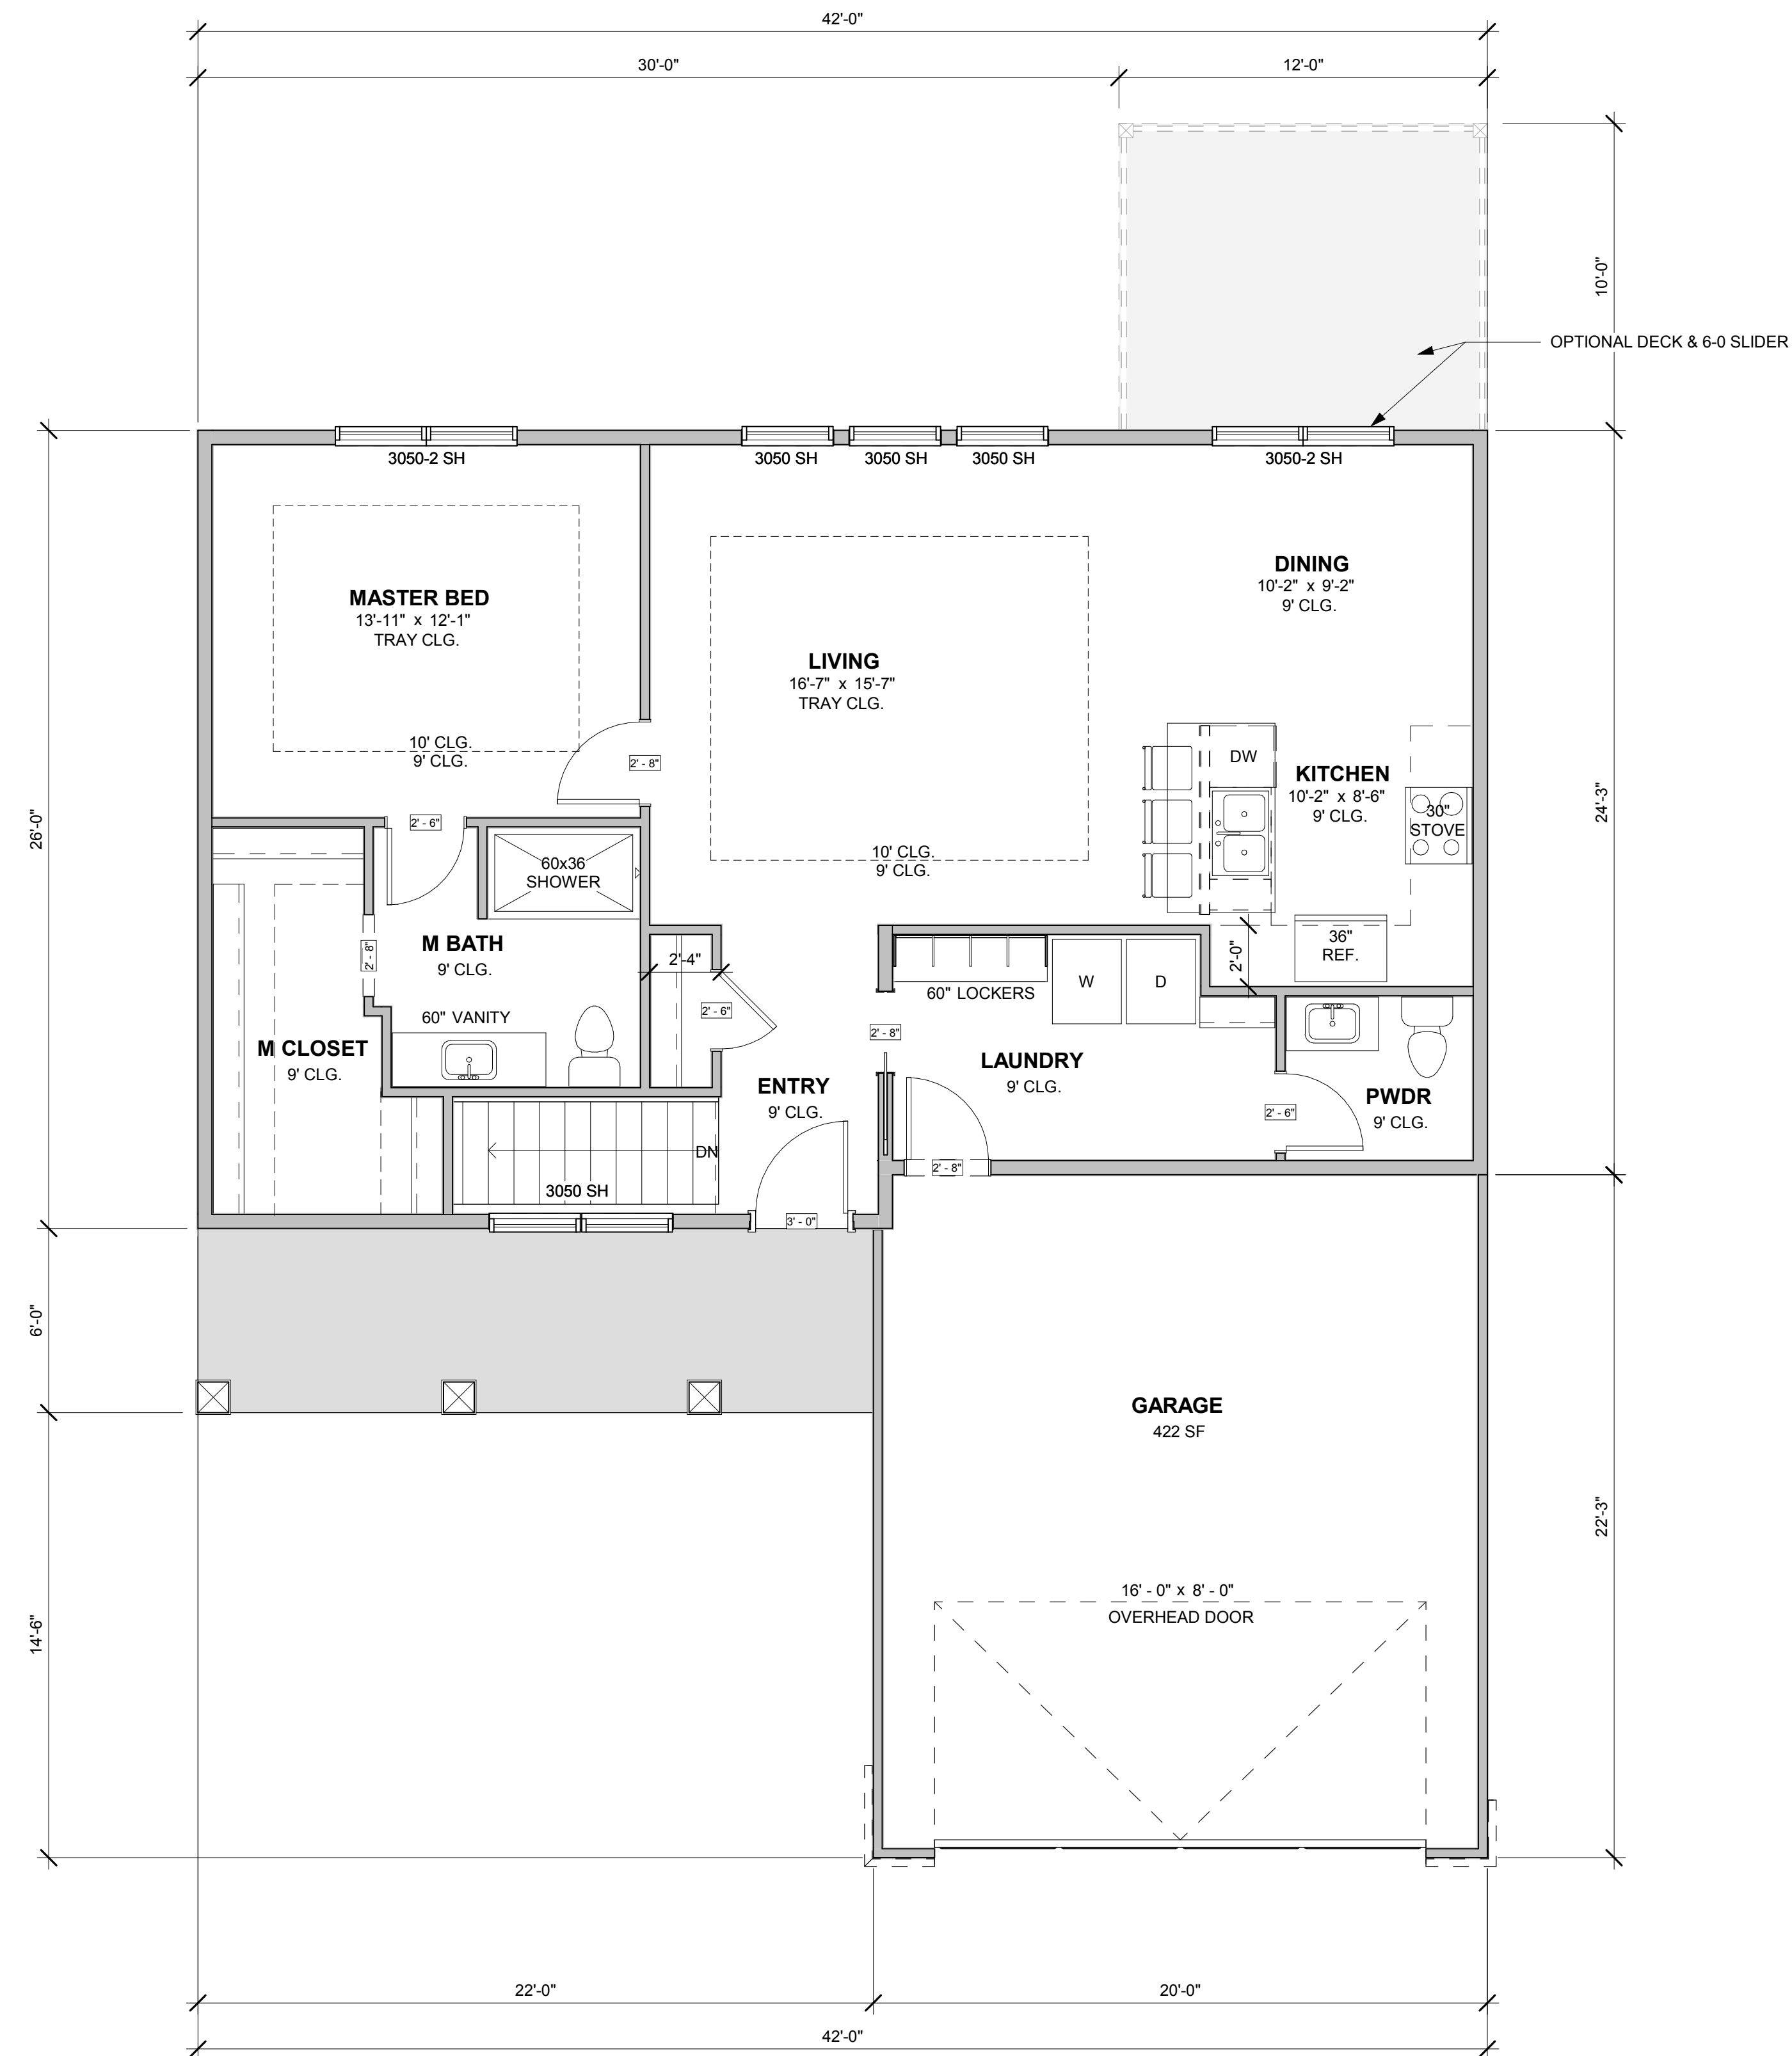 42'-0"
30'-0"
12'-0"
10'-0"
OPTIONAL DECK & 6-0 SLIDER
3050-2 SH
3050 SH
3050 SH
3050 SH
3050-2 SH
MASTER BED
13'-11" x 12'-1"
TRAY CLG.
10' CLG.
9' CLG.
LIVING
16'-7" x 15'-7"
TRAY CLG.
10' CLG.
9' CLG.
DINING
10'-2" x 9'-2"
9' CLG.
2' - 8"
DW
KITCHEN
10'-2" x 8'-6"
9' CLG.
30"
STOVE
26'-0"
24'-3"
2' - 6"
60x36
SHOWER
M BATH
9' CLG.
2' - 8"
2'-4"
2' - 6"
60" VANITY
M CLOSET
9' CLG.
60" LOCKERS
W
D
2'-0"
36"
REF.
2' - 8"
LAUNDRY
9' CLG.
ENTRY
9' CLG.
PWDR
9' CLG.
2' - 6"
DN
2' - 8"
3050 SH
3' - 0"
6'-0"
GARAGE
422 SF
22'-3"
14'-6"
16' - 0" x 8' - 0"
OVERHEAD DOOR
22'-0"
20'-0"
42'-0"